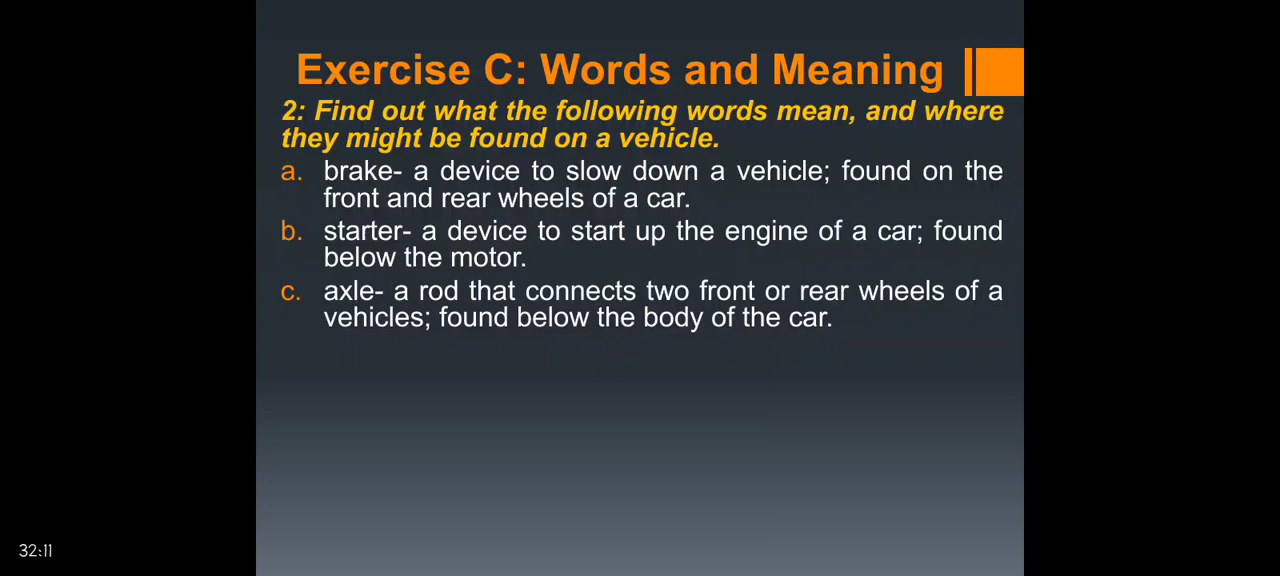 Exercise C: Words and Meaning
2: Find out what the following words mean, and where
they might be found on a vehicle.
a. brake- a device to slow down a vehicle; found on the
front and rear wheels of a car.
b. starter- a device to start up the engine of a car; found
below the motor.
c. axle- a rod that connects two front or rear wheels of a
vehicles; found below the body of the car.
32:11